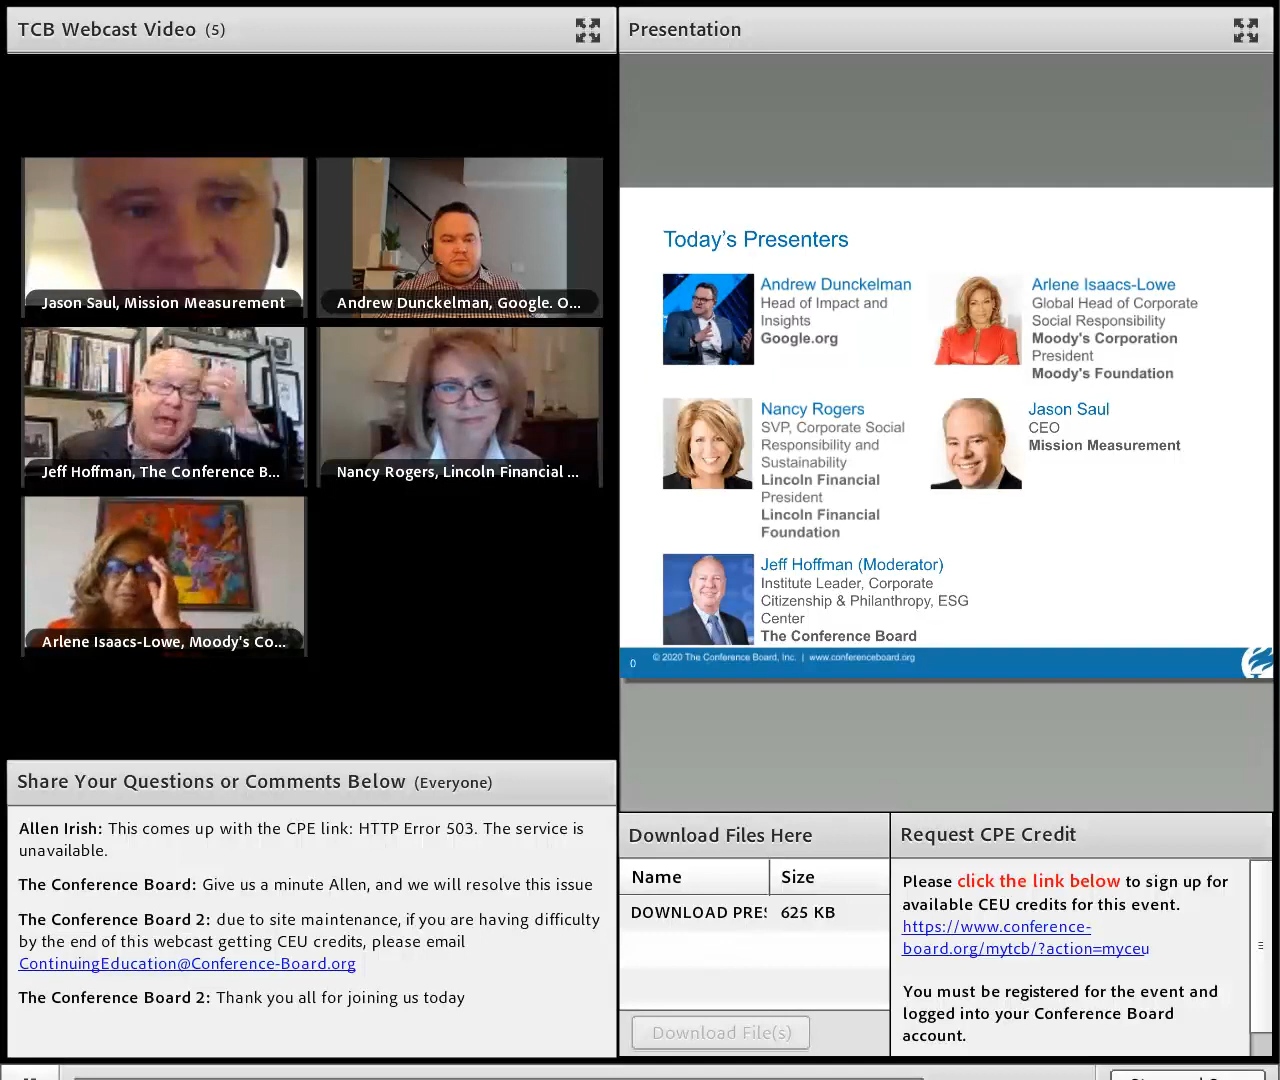 TCB Webcast Video (5)
Jason Saul, Mission Measurement
Andrew Dunckelman, Google. O...
Jeff Hoffman, The Conference B...
Nancy Rogers, Lincoln Financial ...
Arlene Isaacs-Lowe, Moody's Co...
Presentation
Today's Presenters
Andrew Dunckelman
Head of Impact and
Insights
Google.org
Arlene Isaacs-Lowe
Global Head of Corporate
Social Responsibility
Moody's Corporation
President
Moody's Foundation
Nancy Rogers
SVP, Corporate Social
Responsibility and
Sustainability
Lincoln Financial
President
Lincoln Financial
Foundation
Jason Saul
CEO
Mission Measurement
Jeff Hoffman (Moderator)
Institute Leader, Corporate
Citizenship & Philanthropy, ESG
Center
The Conference Board
0 © 2020 The Conference Board, Inc. | www.conferenceboard.org
Share Your Questions or Comments Below (Everyone)
Allen Irish: This comes up with the CPE link: HTTP Error 503. The service is
unavailable.
The Conference Board: Give us a minute Allen, and we will resolve this issue
The Conference Board 2: due to site maintenance, if you are having difficulty
by the end of this webcast getting CEU credits, please email
ContinuingEducation@Conference-Board.org
The Conference Board 2: Thank you all for joining us today
Download Files Here
Name Size
DOWNLOAD PRE 625 KB
Download File(s)
Request CPE Credit
Please click the link below to sign up for
available CEU credits for this event.
https://www.conference-
board.org/mytcb/?action=myceu
You must be registered for the event and
logged into your Conference Board
account.